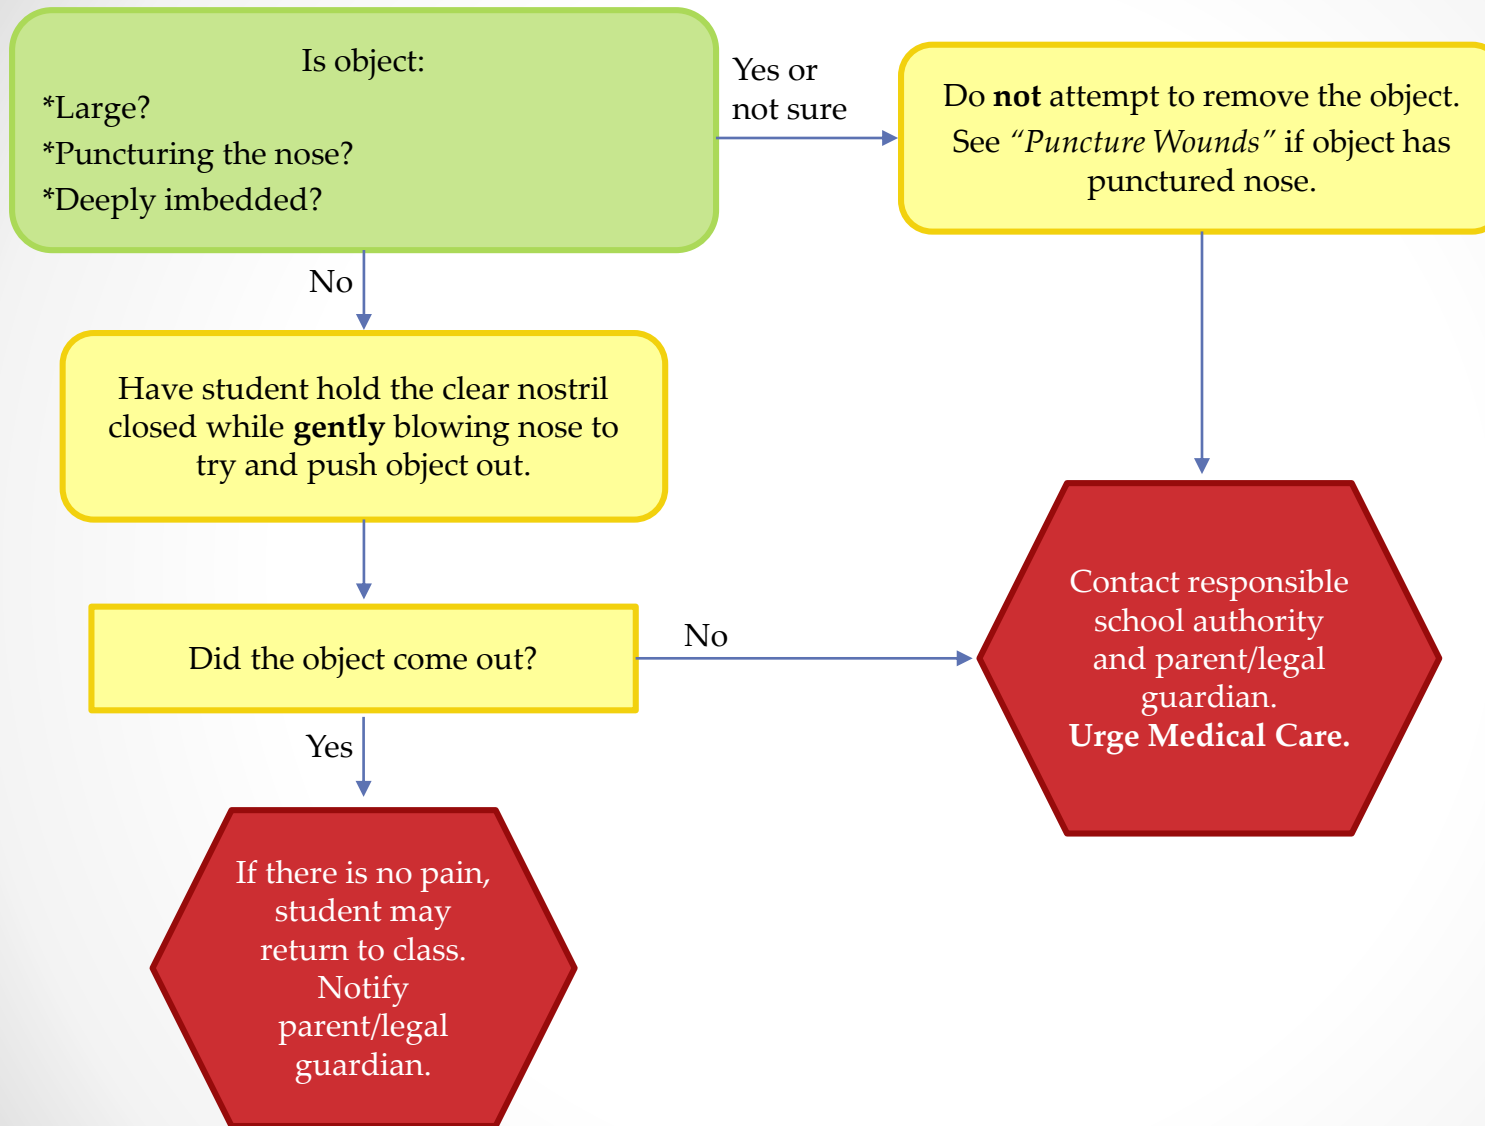 Is object:
*Large?
*Puncturing the nose?
*Deeply imbedded?
Yes or
not sure
Do not attempt to remove the object.
See “Puncture Wounds” if object has
punctured nose.
No
Have student hold the clear nostril
closed while gently blowing nose to
try and push object out.
Did the object come out?
No
Contact responsible
school authority
and parent/legal
guardian.
Urge Medical Care.
Yes
If there is no pain,
student may
return to class.
Notify
parent/legal
guardian.